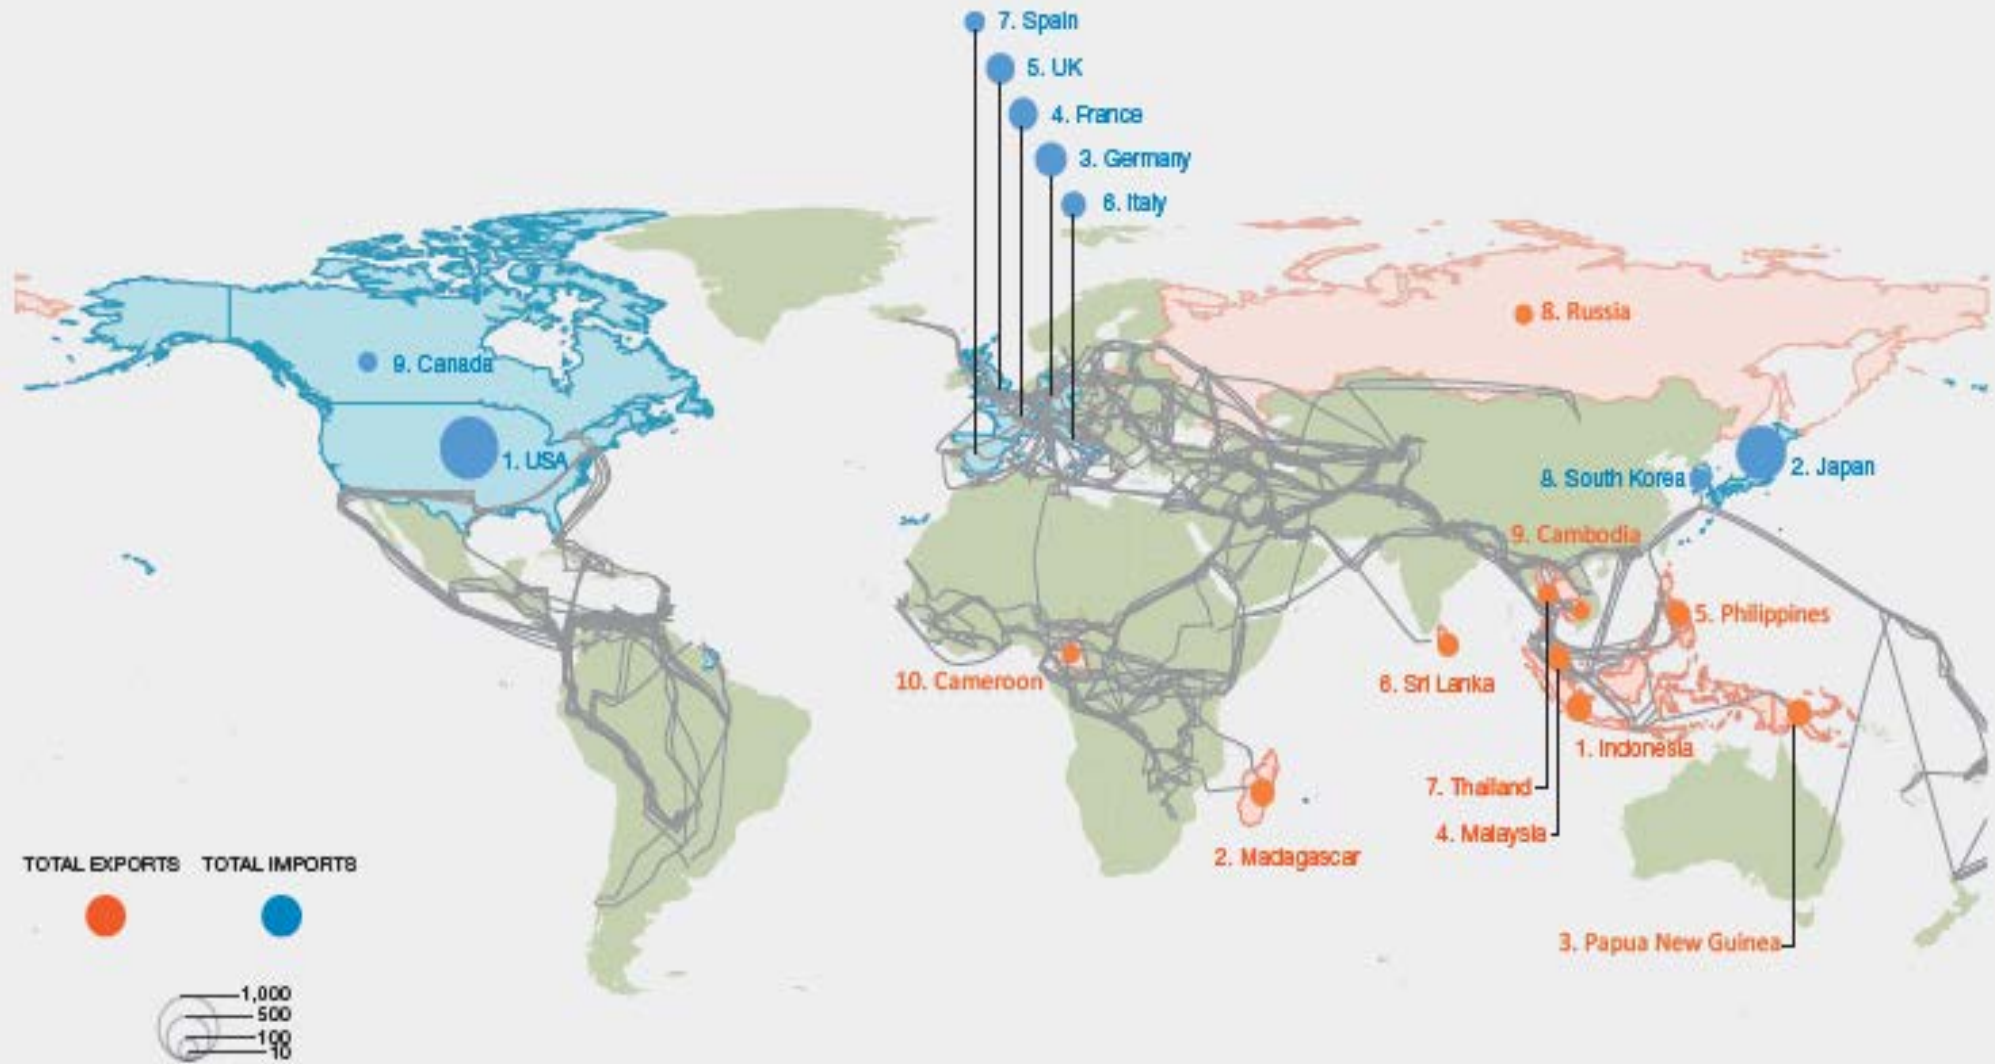 7. Spain
5. UK
4. France
3. Germany
6. Italy
8. Russia
9. Canada
1. USA
2. Japan
8. South Korea
9. Cambodia
5. Philippines
10. Cameroon
6. Sri Lanka
1. Indonesia
7. Thailand
4. Malaysia
2. Madagascar
3. Papua New Guinea
TOTAL EXPORTS TOTAL IMPORTS
1,000
500
100
10